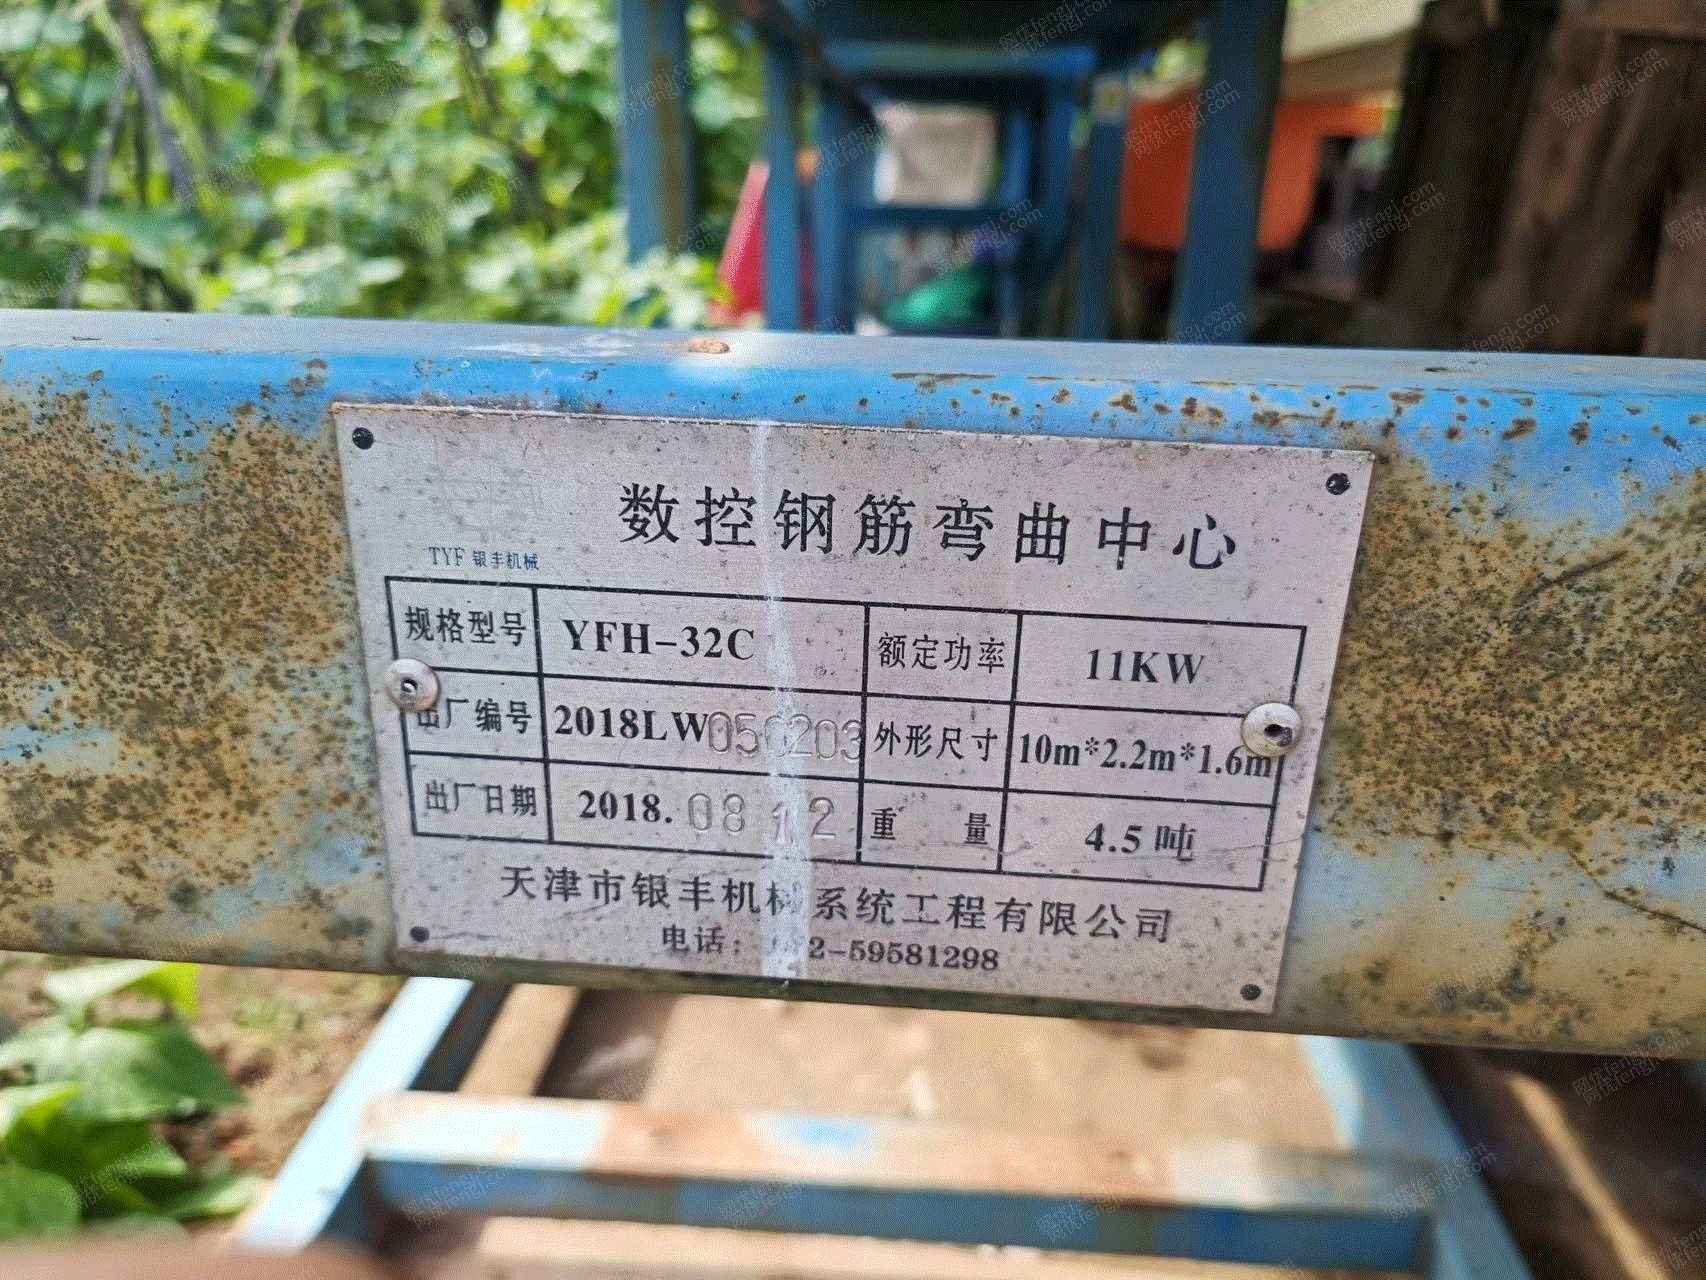 数控钢筋弯曲中心
TYF 银丰机械
规格型号 YFH-32C 额定功率 11KW
出厂编号 2018LW050203 外形尺寸 10m*2.2m*1.6m
出厂日期 2018.08 12 重量 4.5吨
天津市银丰机械系统工程有限公司
电话： 2-59581298